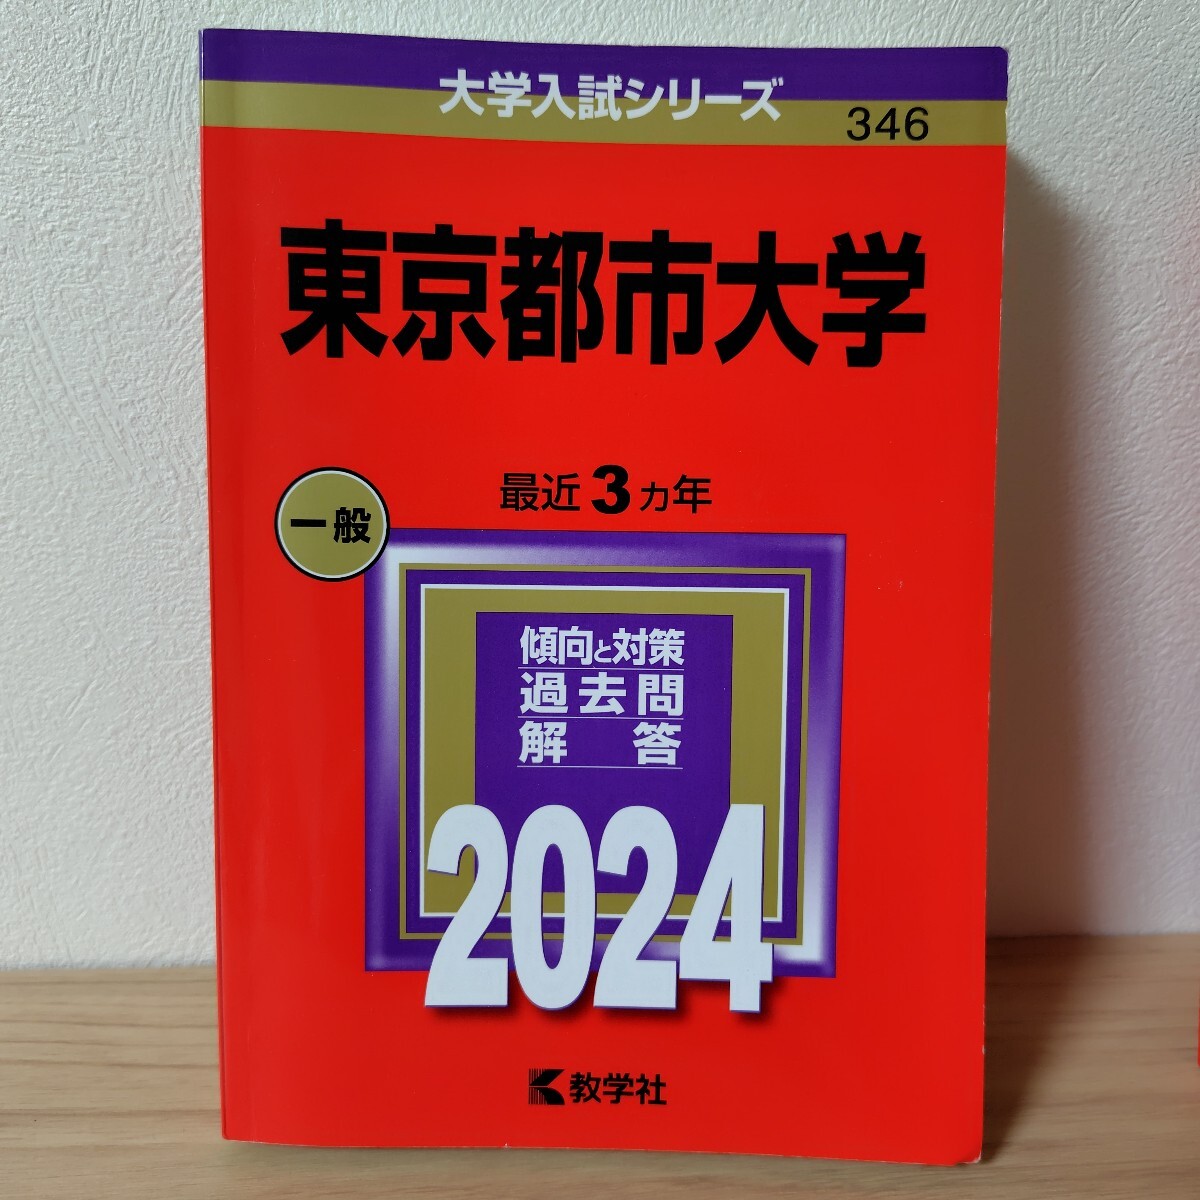 大学入試シリーズ
346
東京都市大学
最近3ヵ年
一般
傾向と対策
過去問
解答
2024
教学社